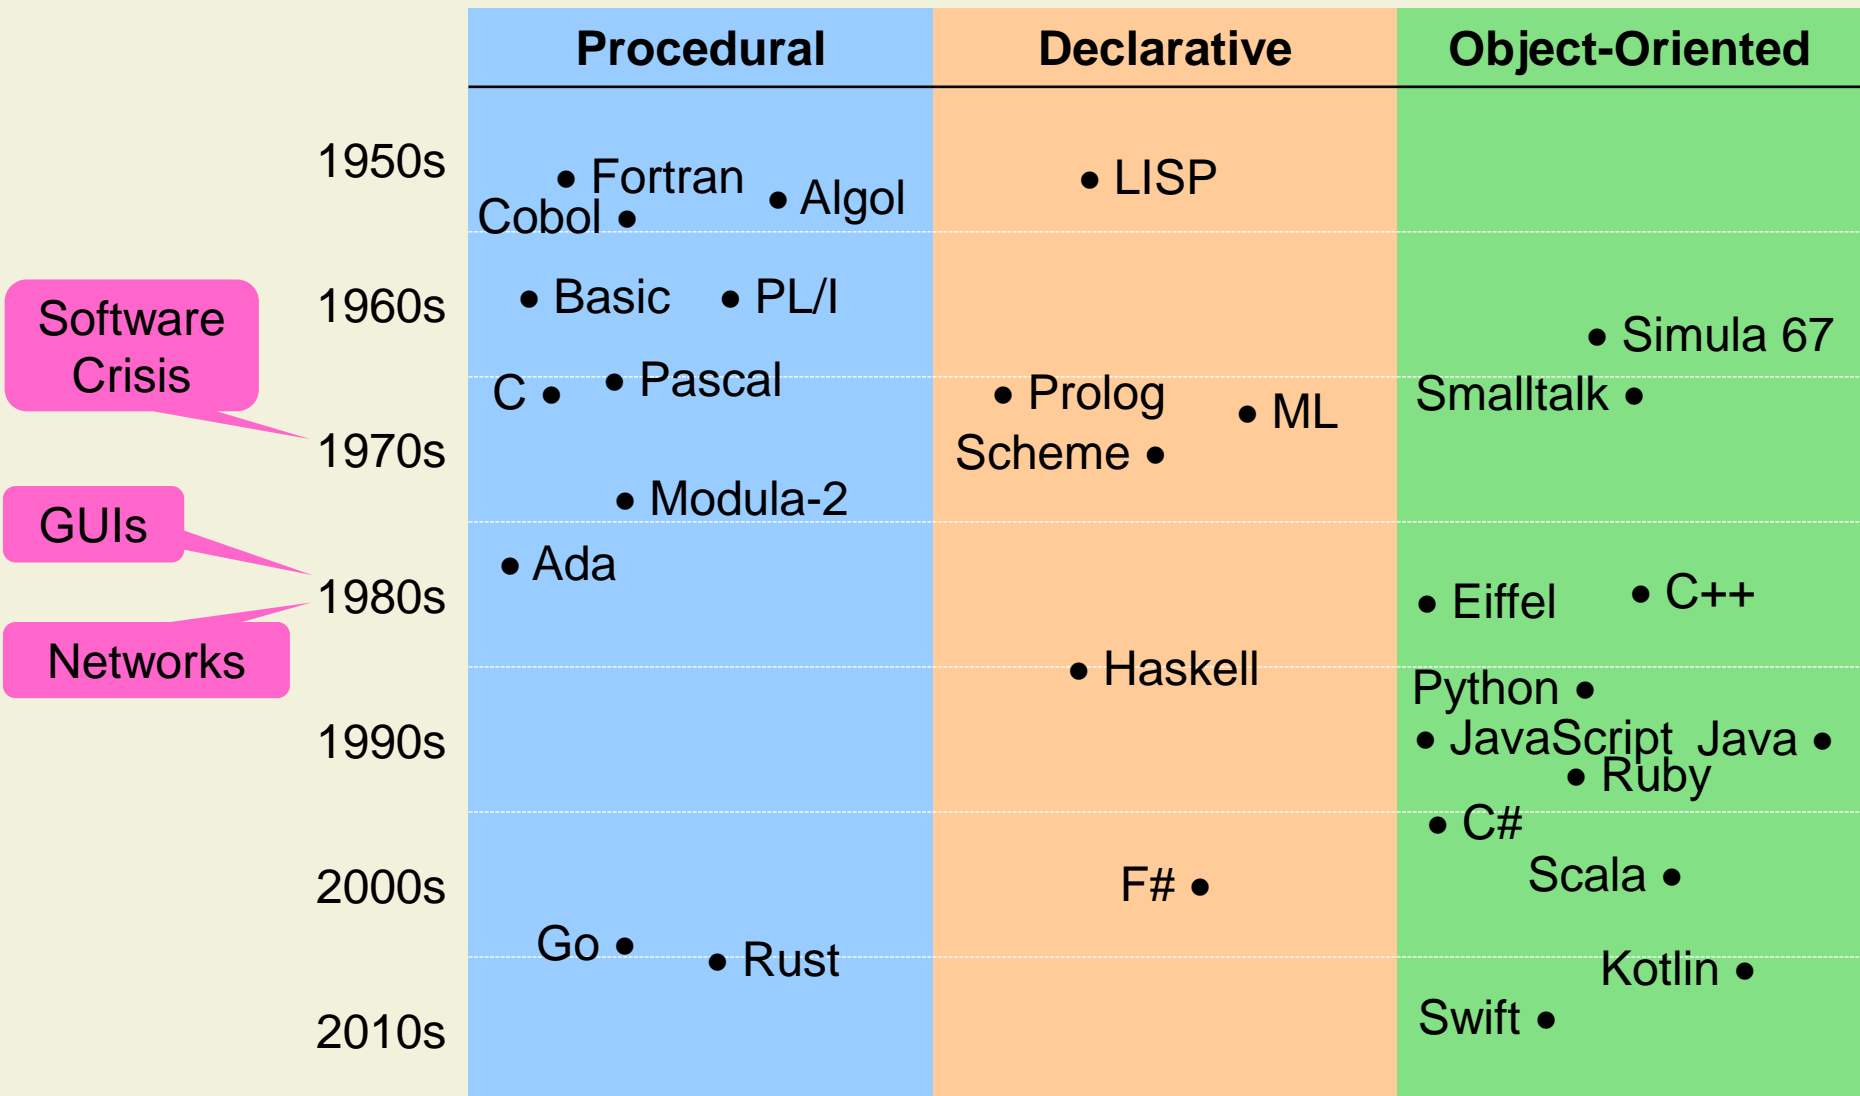 Procedural Declarative Object-Oriented
1950s
Fortran
LISP
Algol
Cobol
Software
Crisis
1960s
Basic
PL/I
Simula 67
C
Pascal
Prolog
Smalltalk
ML
1970s
Scheme
Modula-2
GUIs
Ada
1980s
Eiffel
C++
Networks
Haskell
Python
1990s
JavaScript
Java
Ruby
C#
2000s
F#
Scala
Go
Rust
Kotlin
Swift
2010s